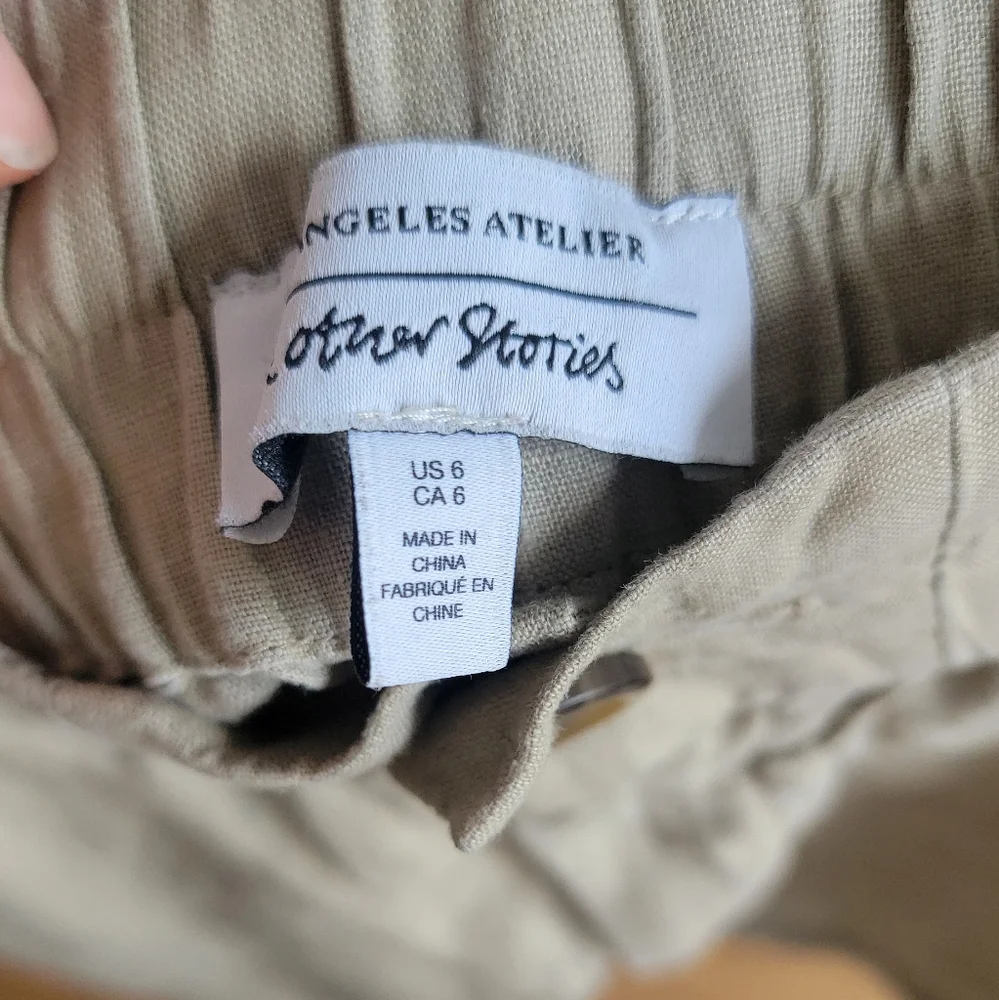 ANGELES ATELIER
other Stories
US 6
CA 6
MADE IN
CHINA
FABRIQUÉ EN
CHINE